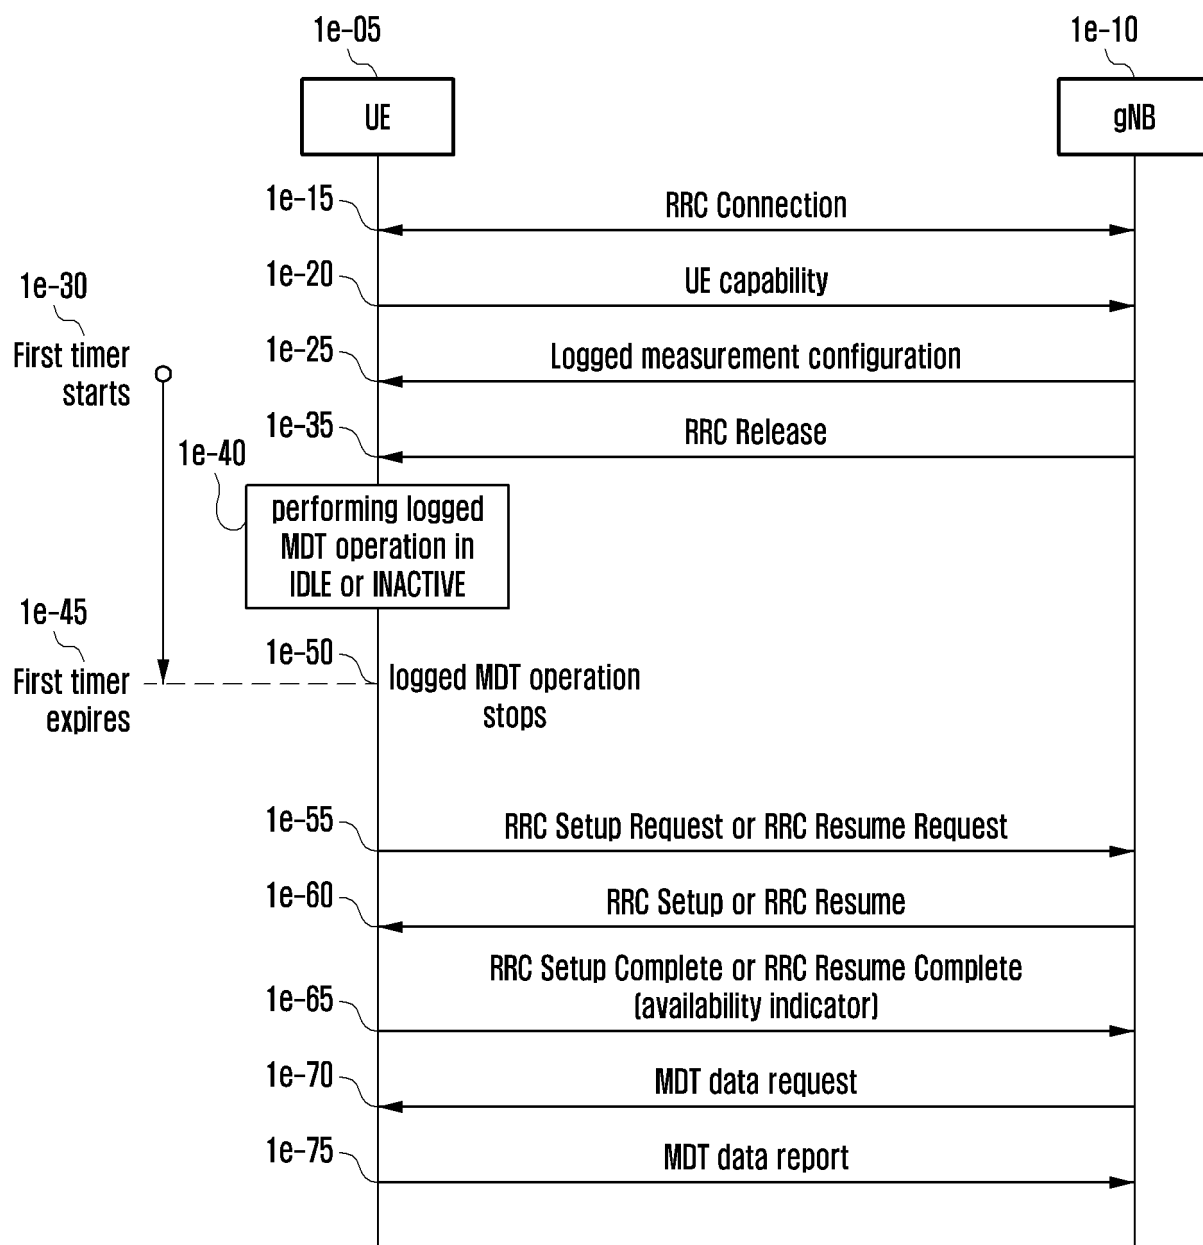 1e-05
1e-10
UE
gNB
1e-15
RRC Connection
1e-20
UE capability
1e-30
First timer
starts
1e-25
Logged measurement configuration
1e-35
RRC Release
1e-40
performing logged
MDT operation in
IDLE or INACTIVE
1e-45
First timer
expires
1e-50
logged MDT operation
stops
1e-55
RRC Setup Request or RRC Resume Request
1e-60
RRC Setup or RRC Resume
RRC Setup Complete or RRC Resume Complete
(availability indicator)
1e-65
1e-70
MDT data request
1e-75
MDT data report